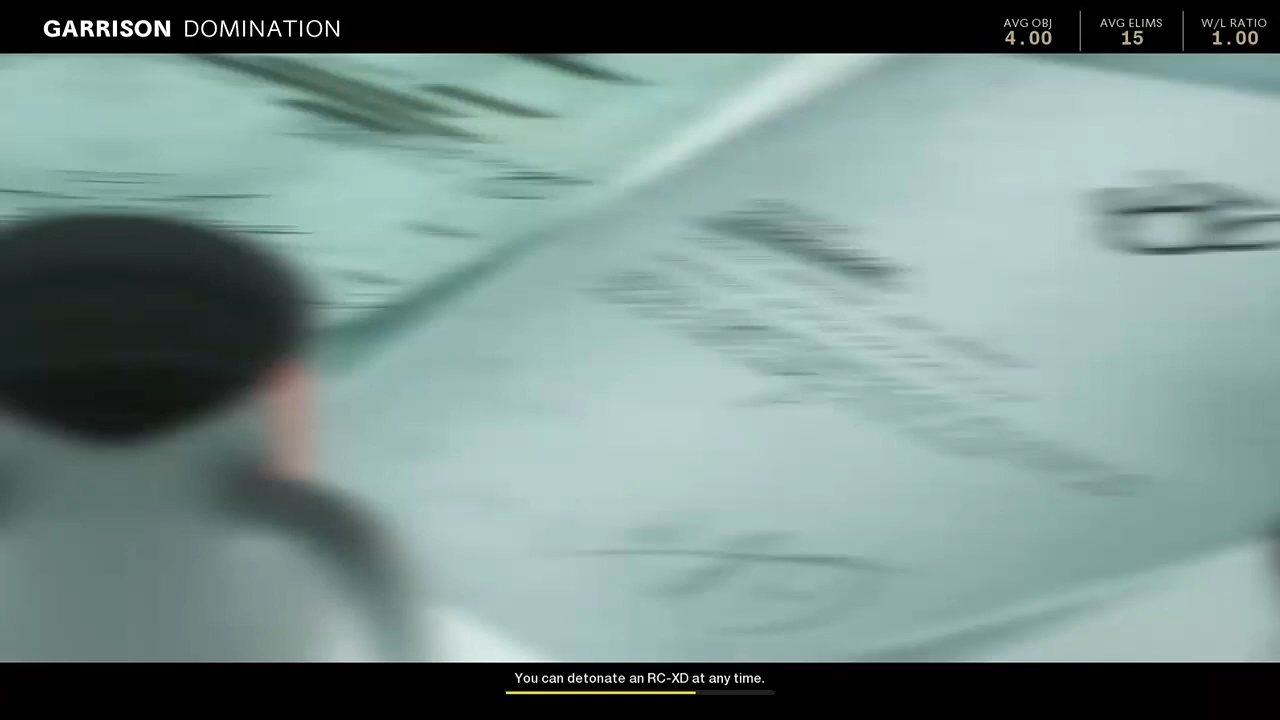 GARRISON DOMINATION
AVG OBJ
4.00
AVG ELIMS
15
W/L RATIO
1.00
You can detonate an RC-XD at any time.